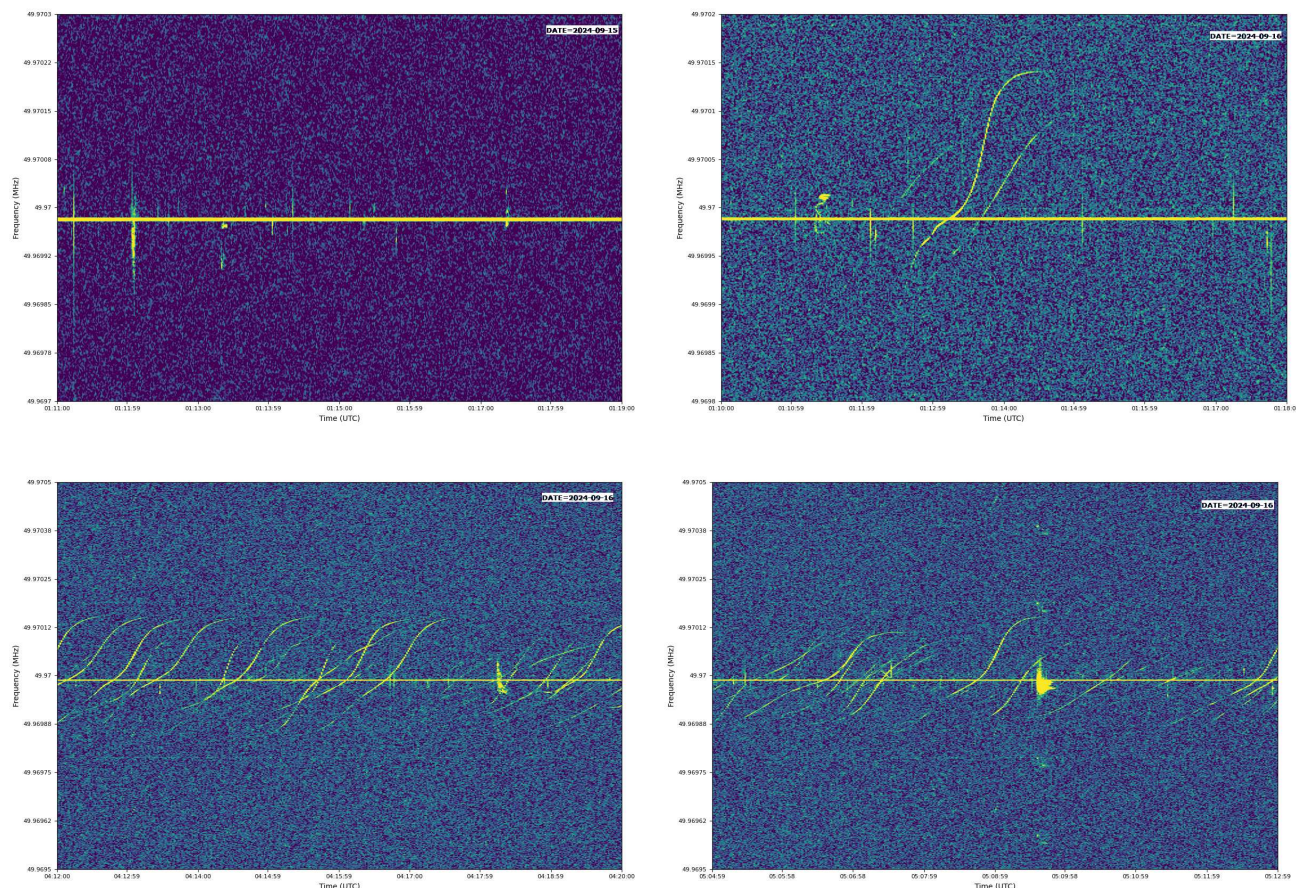 49.9703
DATE=2024-09-15
49.97022
49.97015
49.97008
49.97
49.96992
49.96985
49.96978
49.9697
Frequency (MHz)
01:11:00 01:11:59 01:13:00 01:13:59 01:15:00 01:15:59 01:17:00 01:17:59 01:19:00
Time (UTC)
49.9702
DATE=2024-09-16
49.97015
49.9701
49.97005
49.97
49.96995
49.9699
49.96985
49.9698
Frequency (MHz)
01:10:00 01:10:59 01:11:59 01:12:59 01:14:00 01:14:59 01:15:59 01:17:00 01:18:00
Time (UTC)
49.9705
DATE=2024-09-16
49.97038
49.97025
49.97012
49.97
49.96988
49.96975
49.96962
49.9695
Frequency (MHz)
04:12:00 04:12:59 04:14:00 04:14:59 04:15:59 04:17:00 04:17:59 04:18:59 04:20:00
Time (UTC)
49.9705
DATE=2024-09-16
49.97038
49.97025
49.97012
49.97
49.96988
49.96975
49.96962
49.9695
Frequency (MHz)
05:04:59 05:05:58 05:06:58 05:07:59 05:08:59 05:09:58 05:10:59 05:11:59 05:12:59
Time (UTC)